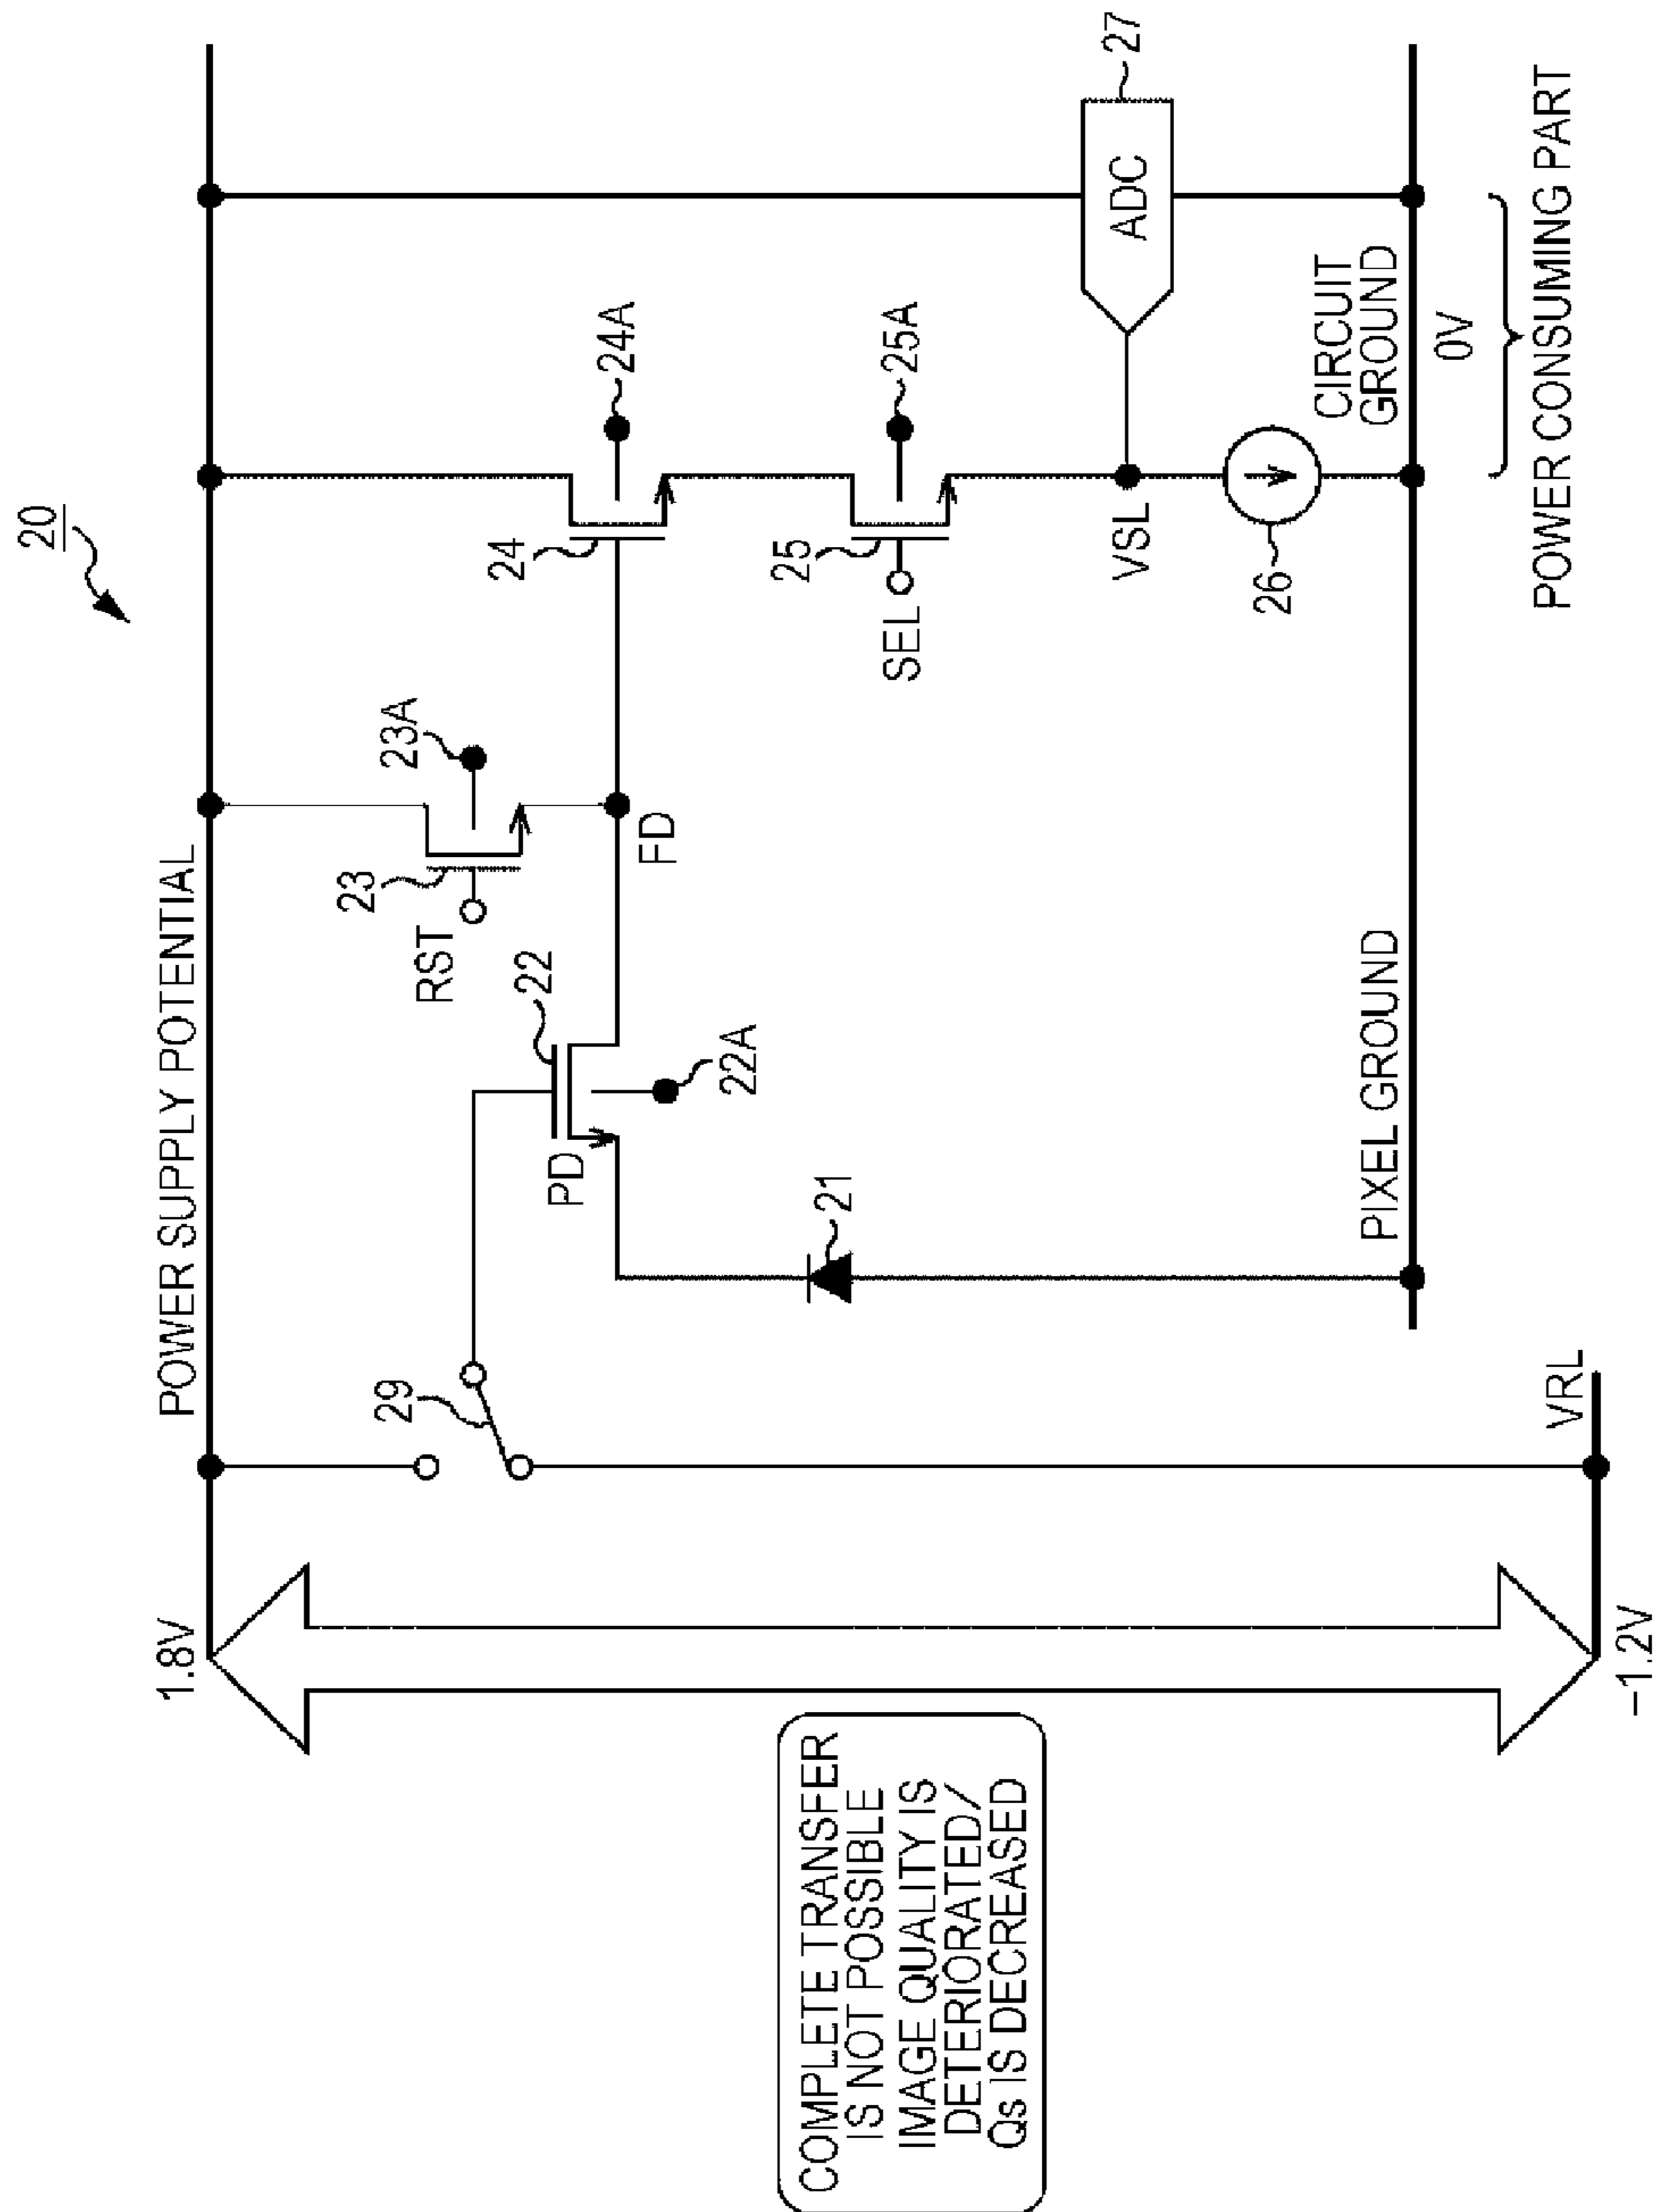 20
1.8V
POWER SUPPLY POTENTIAL
29
RST
23
23A
22
PD
22A
FD
24
24A
25
25A
SEL
21
VSL
ADC
27
26
COMPLETE TRANSFER
IS NOT POSSIBLE
IMAGE QUALITY IS
DETERIORATED/
Qs IS DECREASED
PIXEL GROUND
CIRCUIT
GROUND
0V
VRL
−1.2V
POWER CONSUMING PART